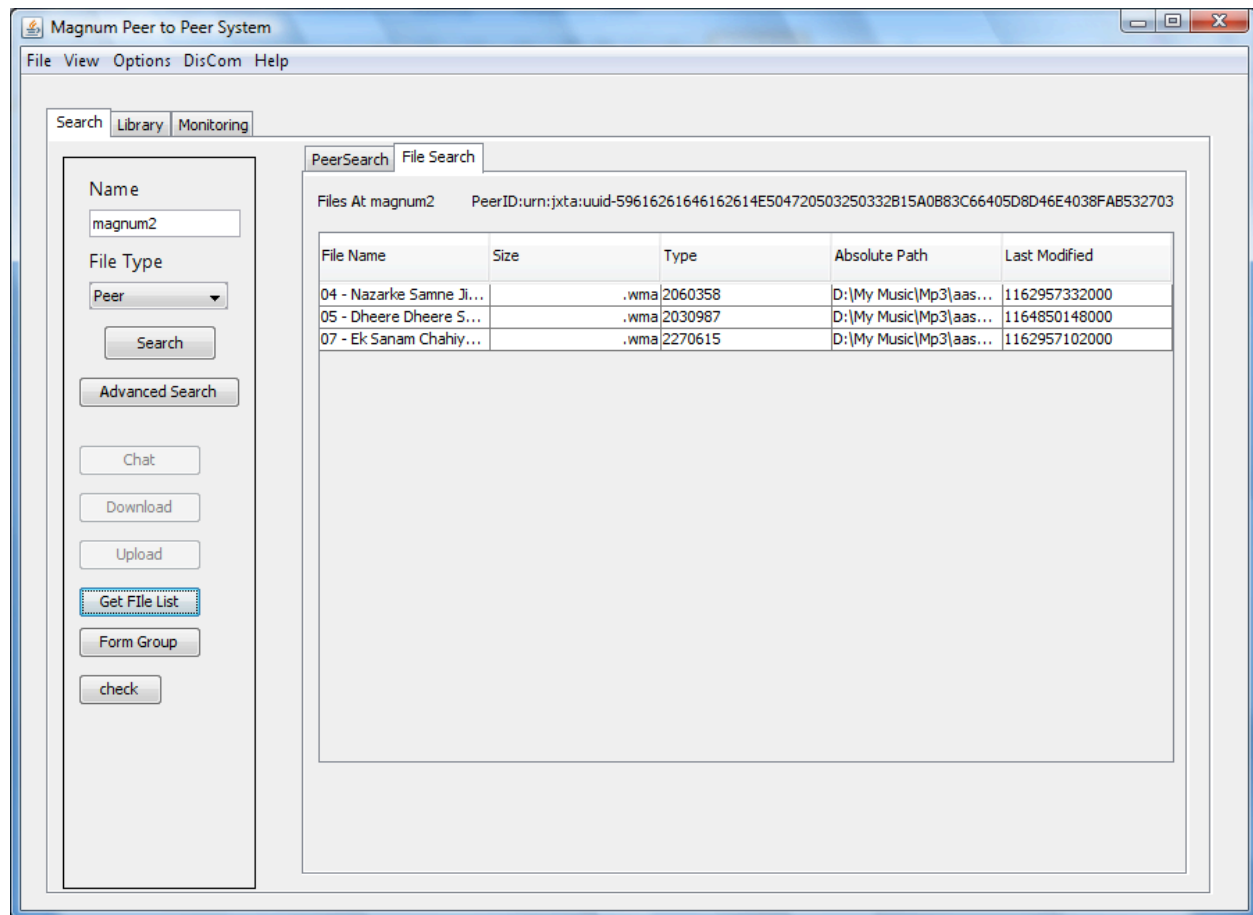 Magnum Peer to Peer System
File View Options DisCom Help
Search Library Monitoring
Name
magnum2
File Type
Peer
Search
Advanced Search
Chat
Download
Upload
Get FIle List
Form Group
check
PeerSearch File Search
Files At magnum2 PeerID:urn:jxta:uuid-59616261646162614E504720503250332B15A0B83C66405D8D46E4038FAB532703
File Name Size Type Absolute Path Last Modified
04 - Nazarke Samne Ji... .wma 2060358 D:\My Music\Mp3\aas... 1162957332000
05 - Dheere Dheere S... .wma 2030987 D:\My Music\Mp3\aas... 1164850148000
07 - Ek Sanam Chahiy... .wma 2270615 D:\My Music\Mp3\aas... 1162957102000